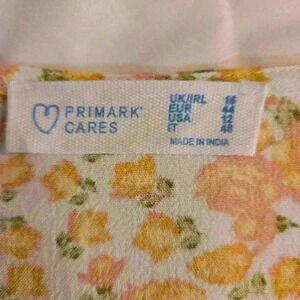 PRIMARK®
CARES
UK/IRL 16
EUR 44
USA 12
IT 48
MADE IN INDIA